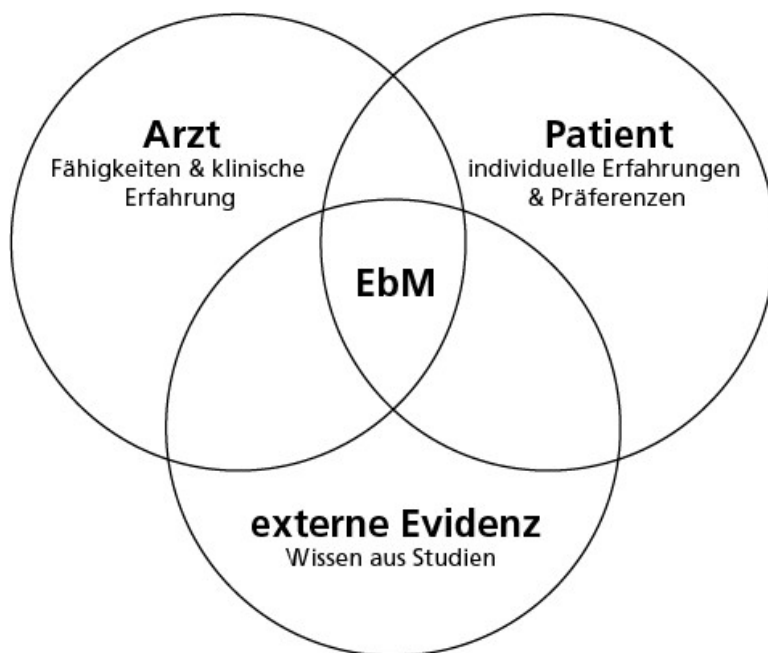 Arzt
Fähigkeiten & klinische
Erfahrung
Patient
individuelle Erfahrungen
& Präferenzen
EbM
externe Evidenz
Wissen aus Studien